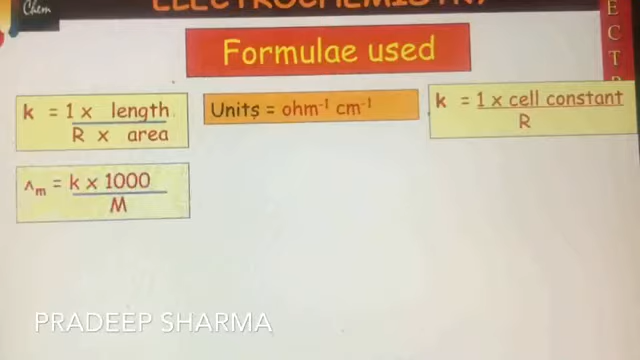 Chem
ELECTROCHEMISTRY
Formulae used
k = 1 x length
R x area
Units = ohm⁻¹ cm⁻¹
k = 1 x cell constant
R
^m = k x 1000
M
PRADEEP SHARMA
E
C
T